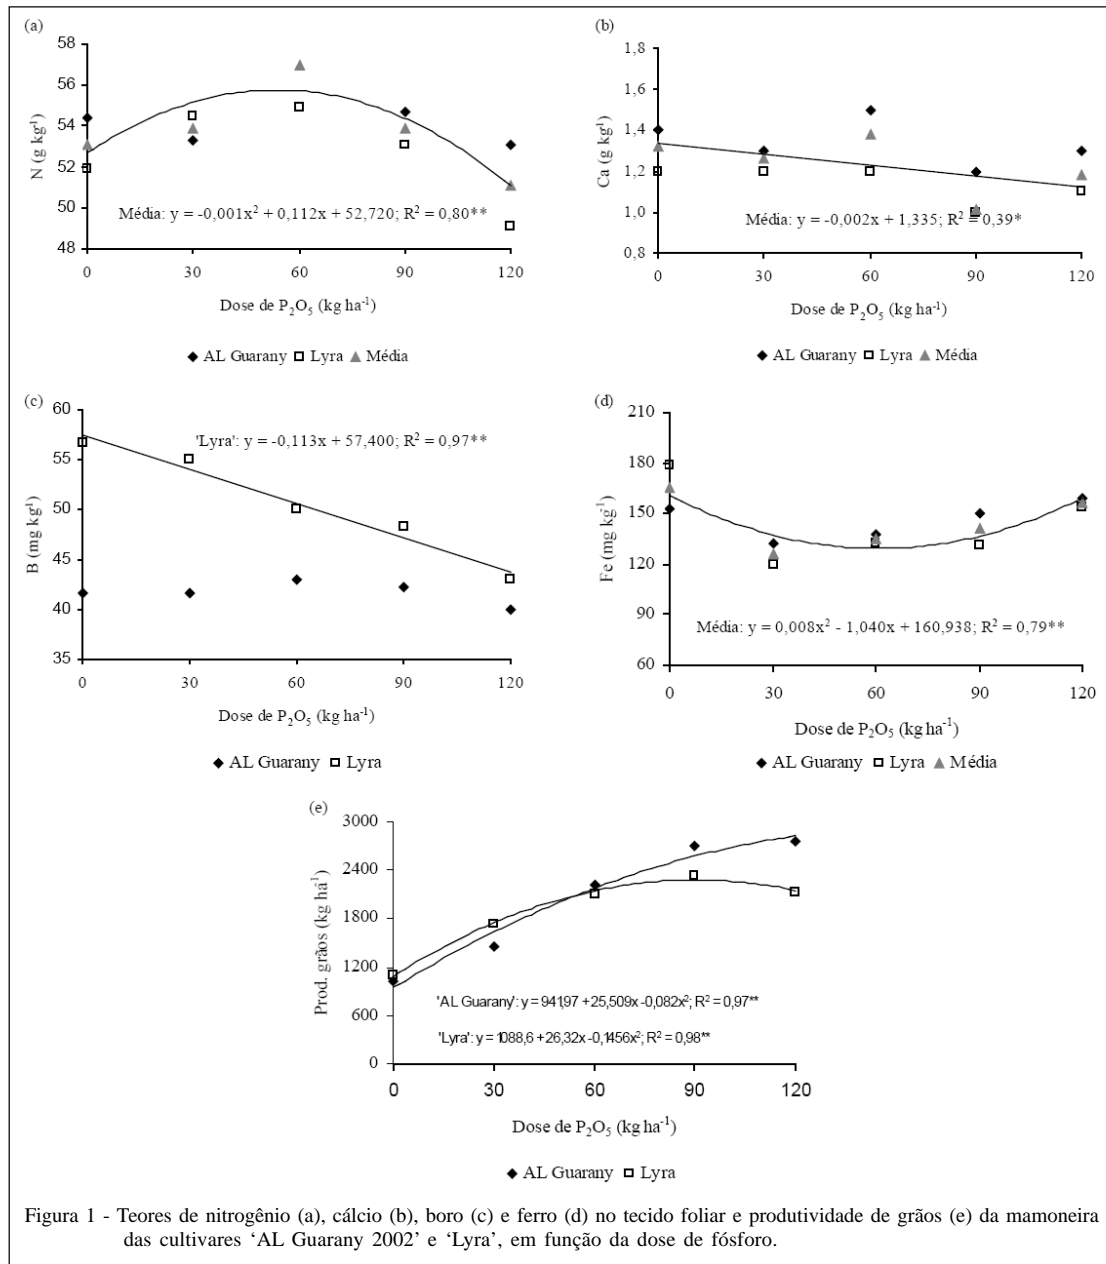 (a)
N (g kg⁻¹)
58
56
54
52
50
48
Média: y = -0,001x² + 0,112x + 52,720; R² = 0,80**
0 30 60 90 120
Dose de P₂O₅ (kg ha⁻¹)
AL Guarany Lyra Média
(b)
Ca (g kg⁻¹)
1,8
1,6
1,4
1,2
1,0
0,8
Média: y = -0,002x + 1,335; R² = 0,39*
0 30 60 90 120
Dose de P₂O₅ (kg ha⁻¹)
AL Guarany Lyra Média
(c)
B (mg kg⁻¹)
60
55
50
45
40
35
'Lyra': y = -0,113x + 57,400; R² = 0,97**
0 30 60 90 120
Dose de P₂O₅ (kg ha⁻¹)
AL Guarany Lyra
(d)
Fe (mg kg⁻¹)
210
180
150
120
90
60
Média: y = 0,008x² - 1,040x + 160,938; R² = 0,79**
0 30 60 90 120
Dose de P₂O₅ (kg ha⁻¹)
AL Guarany Lyra Média
(e)
Prod. grãos (kg há⁻¹)
3000
2400
1800
1200
600
0
'AL Guarany': y = 941,97 + 25,509x -0,082x²; R² = 0,97**
'Lyra': y = 1088,6 + 26,32x -0,1456x²; R² = 0,98**
0 30 60 90 120
Dose de P₂O₅ (kg ha⁻¹)
AL Guarany Lyra
Figura 1 - Teores de nitrogênio (a), cálcio (b), boro (c) e ferro (d) no tecido foliar e produtividade de grãos (e) da mamoneira
das cultivares ‘AL Guarany 2002’ e ‘Lyra’, em função da dose de fósforo.